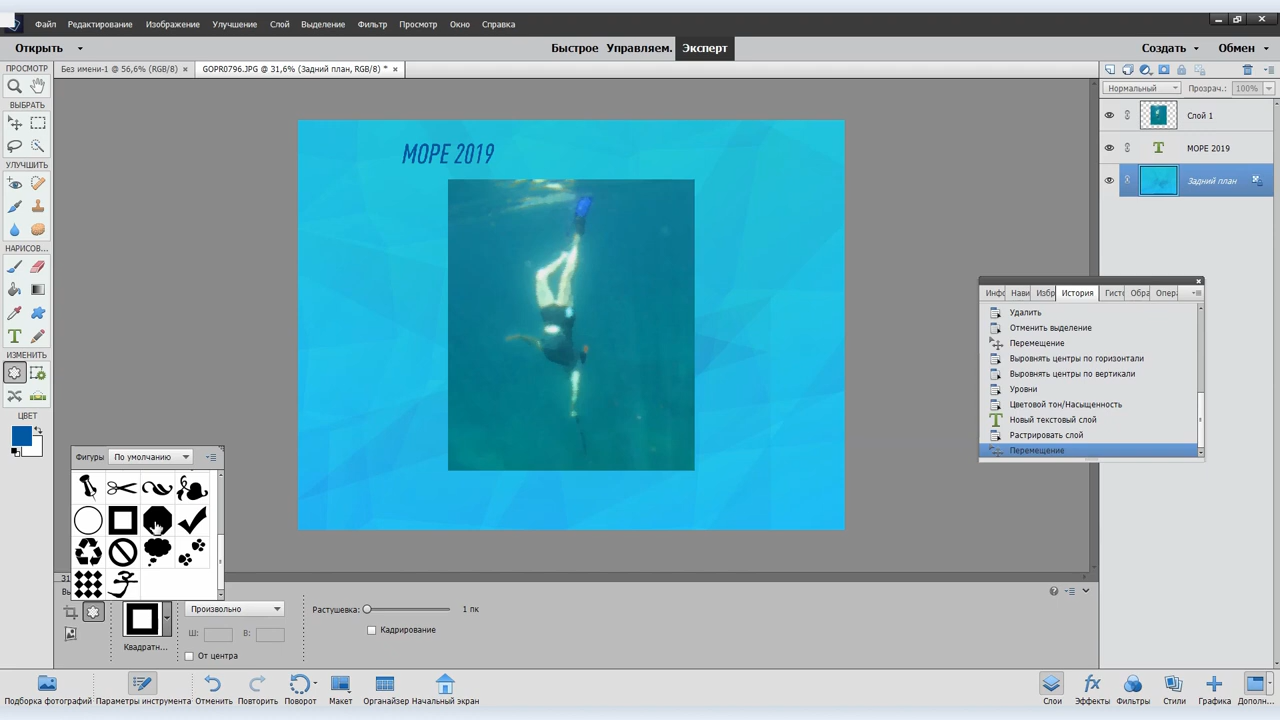 Файл Редактирование Изображение Улучшение Слой Выделение Фильтр Просмотр Окно Справка
Открыть Быстрое Управляем. Эксперт Создать Обмен
ПРОСМОТР Без имени-1 @ 56,6% (RGB/8) × GOPR0796.JPG @ 31,6% (Задний план, RGB/8) * ×
Нормальный Прозрач.: 100%
ВЫБРАТЬ
Слой 1
МОРЕ 2019
T МОРЕ 2019
УЛУЧШИТЬ
Задний план
НАРИСОВ...
Нави Избр История Гист Обра Опер
Удалить
Отменить выделение
Перемещение
ИЗМЕНИТЬ
Выровнять центры по горизонтали
Выровнять центры по вертикали
Уровни
Цветовой тон/Насыщенность
ЦВЕТ
T Новый текстовый слой
Растрировать слой
Перемещение
Фигуры По умолчанию
31
Вы
Произвольно
Растушевка: 1 пк
Ш: В:
Кадрирование
Квадратн...
От центра
Подборка фотографий Параметры инструмента Отменить Повторить Поворот Макет Органайзер Начальный экран Слои Эффекты Фильтры Стили Графика Дополн...